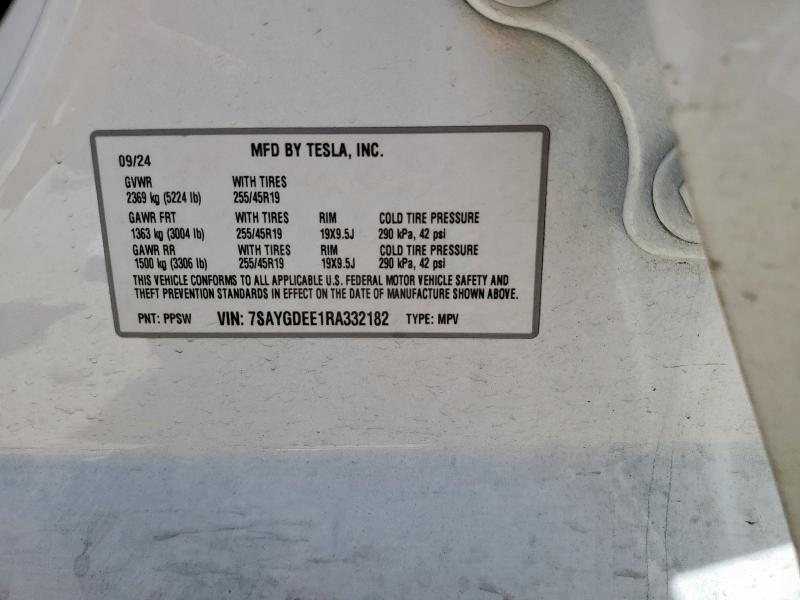 MFD BY TESLA, INC.
09/24
GVWR WITH TIRES
2369 kg (5224 lb) 255/45R19
GAWR FRT WITH TIRES RIM COLD TIRE PRESSURE
1363 kg (3004 lb) 255/45R19 19X9.5J 290 kPa, 42 psi
GAWR RR WITH TIRES RIM COLD TIRE PRESSURE
1500 kg (3306 lb) 255/45R19 19X9.5J 290 kPa, 42 psi
THIS VEHICLE CONFORMS TO ALL APPLICABLE U.S. FEDERAL MOTOR VEHICLE SAFETY AND
THEFT PREVENTION STANDARDS IN EFFECT ON THE DATE OF MANUFACTURE SHOWN ABOVE.
PNT: PPSW VIN: 7SAYGDEE1RA332182 TYPE: MPV